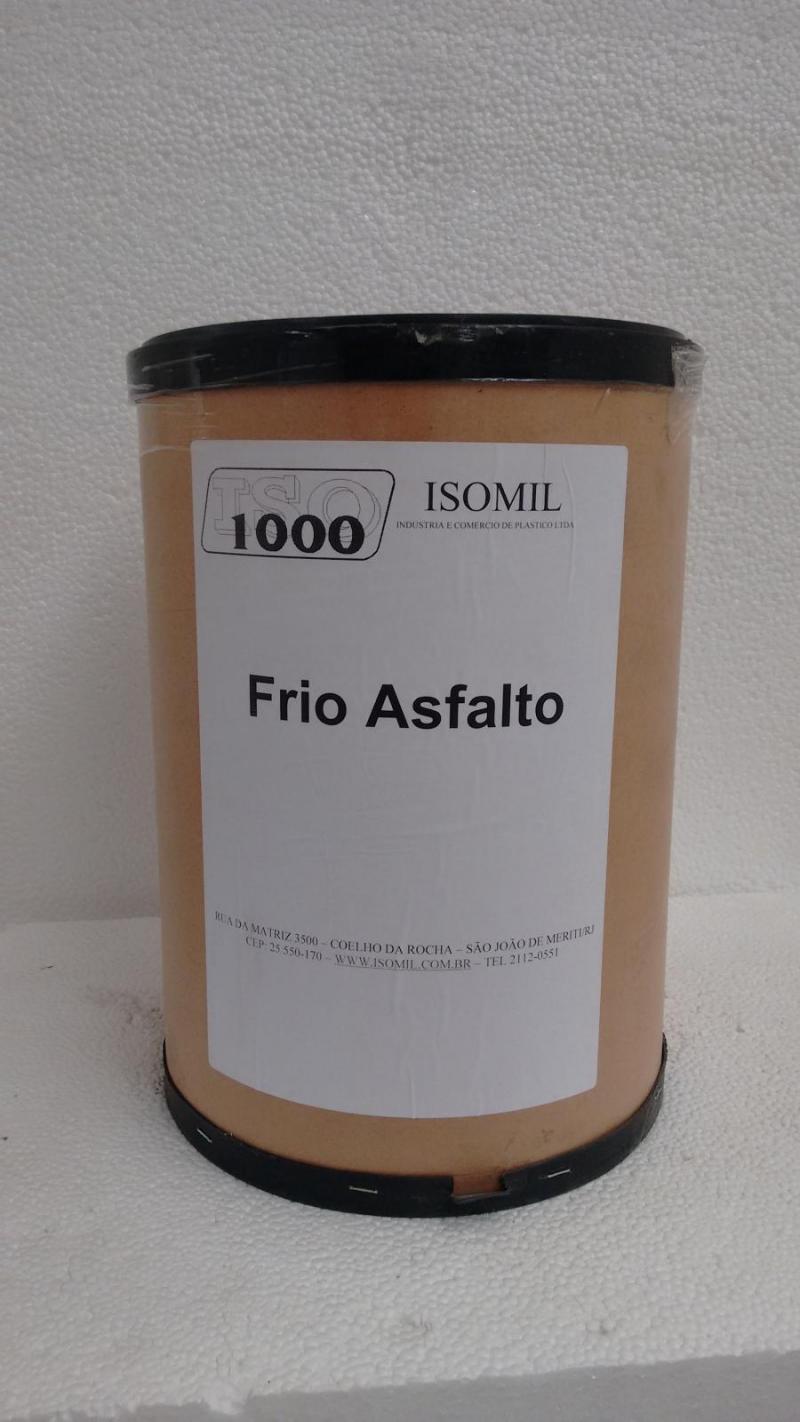 ISO
1000
ISOMIL
INDUSTRIA E COMERCIO DE PLASTICO LTDA
Frio Asfalto
RUA DA MATRIZ 3500 – COELHO DA ROCHA – SÃO JOÃO DE MERITI/RJ
CEP: 25 550-170 – WWW.ISOMIL.COM.BR – TEL 2112-0551